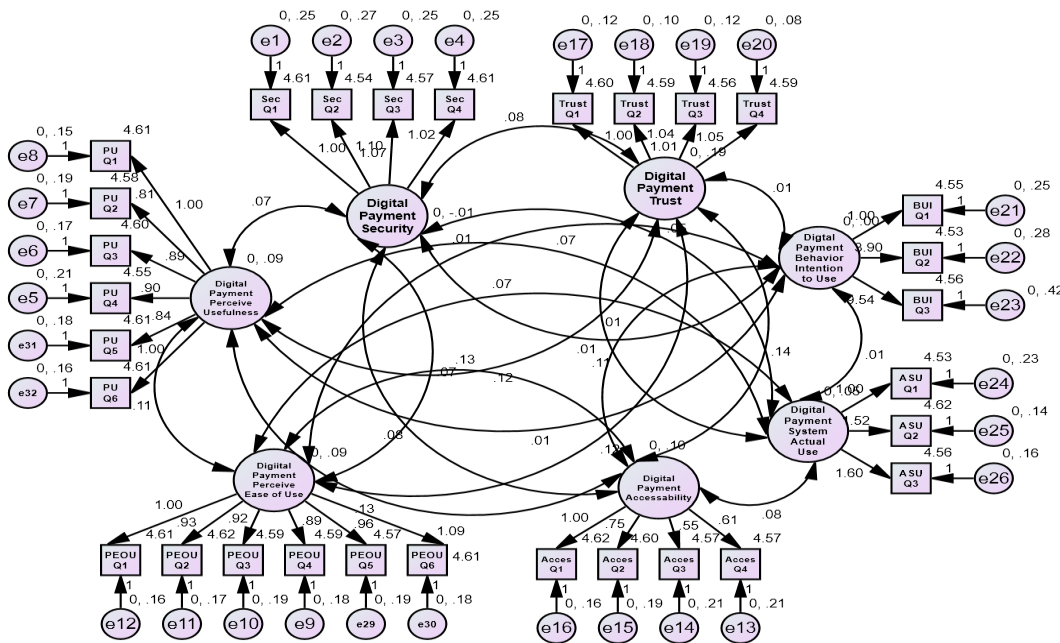 0, .25
0, .27
0, .25
0, .25
e1
e2
e3
e4
1
1
1
1
4.61
4.54
4.57
4.61
Sec
Q1
Sec
Q2
Sec
Q3
Sec
Q4
1.00
1.10
1.07
1.02
Digital
Payment
Security
0, .12
0, .10
0, .12
0, .08
e17
e18
e19
e20
1
1
1
1
4.60
4.59
4.56
4.59
Trust
Q1
Trust
Q2
Trust
Q3
Trust
Q4
1.00
1.04
1.01
1.05
0, .19
Digital
Payment
Trust
0, .15
e8
1
4.61
PU
Q1
0, .19
e7
1
4.58
PU
Q2
0, .17
e6
1
4.60
PU
Q3
0, .21
e5
1
4.55
PU
Q4
0, .18
e31
1
4.61
PU
Q5
0, .16
e32
1
4.61
PU
Q6
1.00
.81
.89
.90
.84
1.00
0, .09
Digital
Payment
Perceive
Usefulness
4.55
BUI
Q1
1
0, .25
e21
4.53
BUI
Q2
1
0, .28
e22
4.56
BUI
Q3
1
0, .42
e23
1.00
3.90
9.54
.00
Digtal
Payment
Behavior
Intention
to Use
4.53
ASU
Q1
1
0, .23
e24
4.62
ASU
Q2
1
0, .14
e25
4.56
ASU
Q3
1
0, .16
e26
1.00
1.52
1.60
0, .05
Digital
Payment
System
Actual
Use
.08
.07
0, -.01
.01
.07
.01
.07
.01
.01
.11
.14
.01
.13
.07
.12
.11
.08
.01
.13
.08
0, .09
Digiital
Payment
Perceive
Ease of Use
1.00
.93
.92
.89
.96
1.09
4.61
4.62
4.59
4.59
4.57
4.61
PEOU
Q1
PEOU
Q2
PEOU
Q3
PEOU
Q4
PEOU
Q5
PEOU
Q6
1
1
1
1
1
1
0, .16
0, .17
0, .19
0, .18
0, .19
0, .18
e12
e11
e10
e9
e29
e30
0, .10
Digital
Payment
Accessability
1.00
.75
.55
.61
4.62
4.60
4.57
4.57
Acces
Q1
Acces
Q2
Acces
Q3
Acces
Q4
1
1
1
1
0, .16
0, .19
0, .21
0, .21
e16
e15
e14
e13